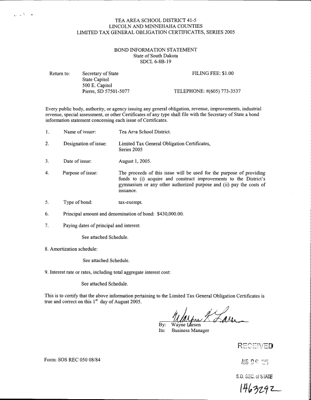 TEA AREA SCHOOL DISTRICT 41-5
LINCOLN AND MINNEHAHA COUNTIES
LIMITED TAX GENERAL OBLIGATION CERTIFICATES, SERIES 2005
BOND INFORMATION STATEMENT
State of South Dakota
SDCL 6-8B-19
Return to: Secretary of State FILING FEE: $1.00
State Capitol
500 E. Capitol
Pierre, SD 57501-5077 TELEPHONE: #(605) 773-3537
Every public body, authority, or agency issuing any general obligation, revenue, improvements, industrial
revenue, special assessment, or other Certificates of any type shall file with the Secretary of State a bond
information statement concerning each issue of Certificates.
1. Name of issuer: Tea Area School District.
2. Designation of issue: Limited Tax General Obligation Certificates,
Series 2005
3. Date of issue: August 1, 2005.
4. Purpose of issue: The proceeds of this issue will be used for the purpose of providing
funds to (i) acquire and construct improvements to the District's
gymnasium or any other authorized purpose and (ii) pay the costs of
issuance.
5. Type of bond: tax-exempt.
6. Principal amount and denomination of bond: $430,000.00.
7. Paying dates of principal and interest:
See attached Schedule.
8. Amortization schedule:
See attached Schedule.
9. Interest rate or rates, including total aggregate interest cost:
See attached Schedule.
This is to certify that the above information pertaining to the Limited Tax General Obligation Certificates is
true and correct on this 1st day of August 2005.
By: Wayne Larson
Its: Business Manager
RECEIVED
Form: SOS REC 050 08/84
S.D. SEC. of STATE
1463292